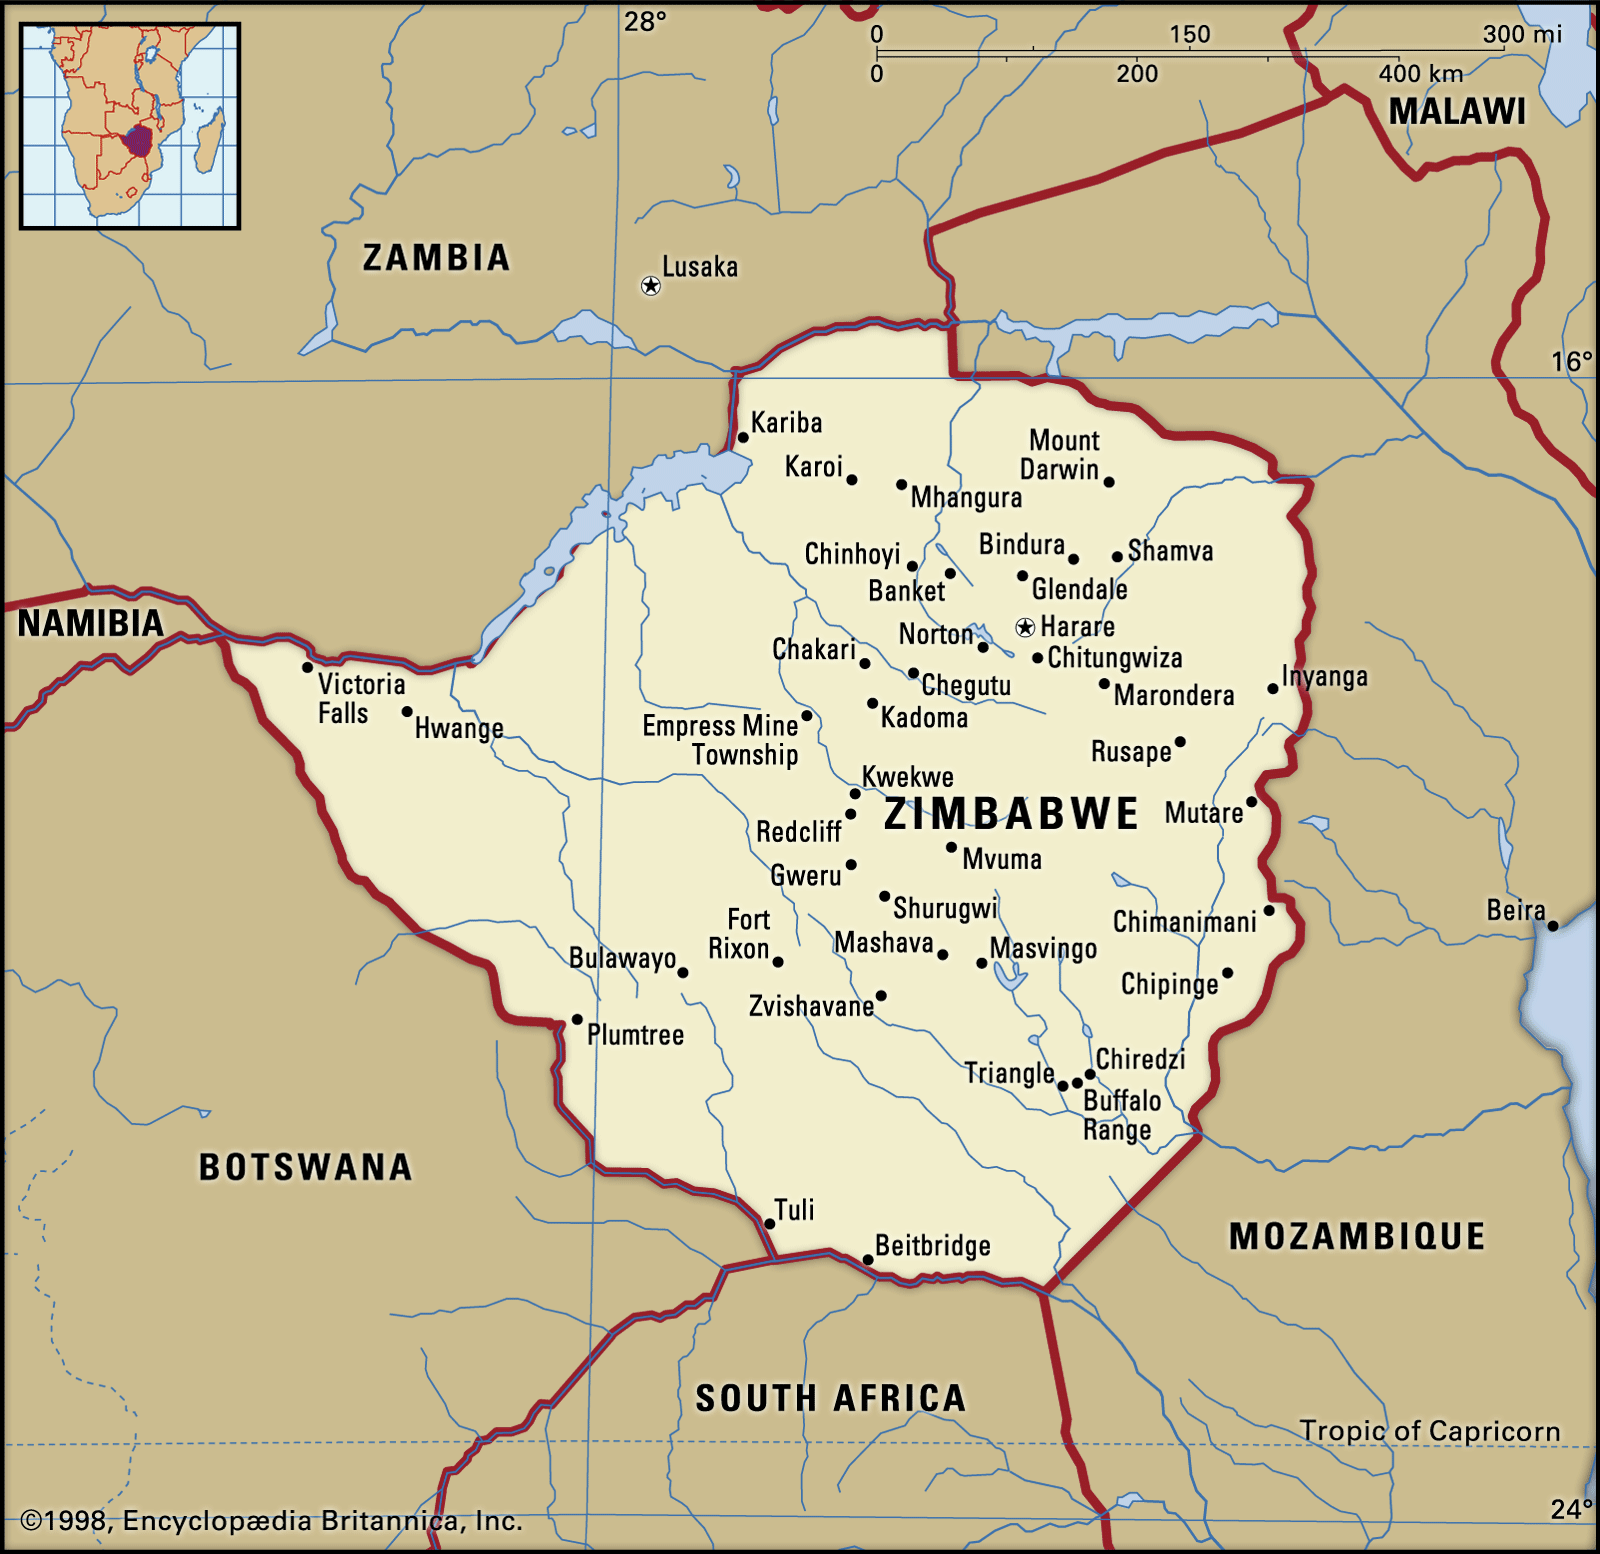 28°
0 150 300 mi
0 200 400 km
MALAWI
ZAMBIA
Lusaka
16°
Kariba
Mount
Darwin
Karoi
Mhangura
Bindura
Shamva
Chinhoyi
Banket
Glendale
NAMIBIA
Harare
Norton
Chakari
Chitungwiza
Victoria
Falls
Chegutu
Marondera
Inyanga
Hwange
Kadoma
Empress Mine
Township
Rusape
Kwekwe
ZIMBABWE
Mutare
Redcliff
Mvuma
Gweru
Shurugwi
Fort
Rixon
Chimanimani
Beira
Bulawayo
Mashava
Masvingo
Chipinge
Zvishavane
Plumtree
Triangle
Chiredzi
Buffalo
Range
BOTSWANA
Tuli
Beitbridge
MOZAMBIQUE
SOUTH AFRICA
Tropic of Capricorn
24°
©1998, Encyclopædia Britannica, Inc.